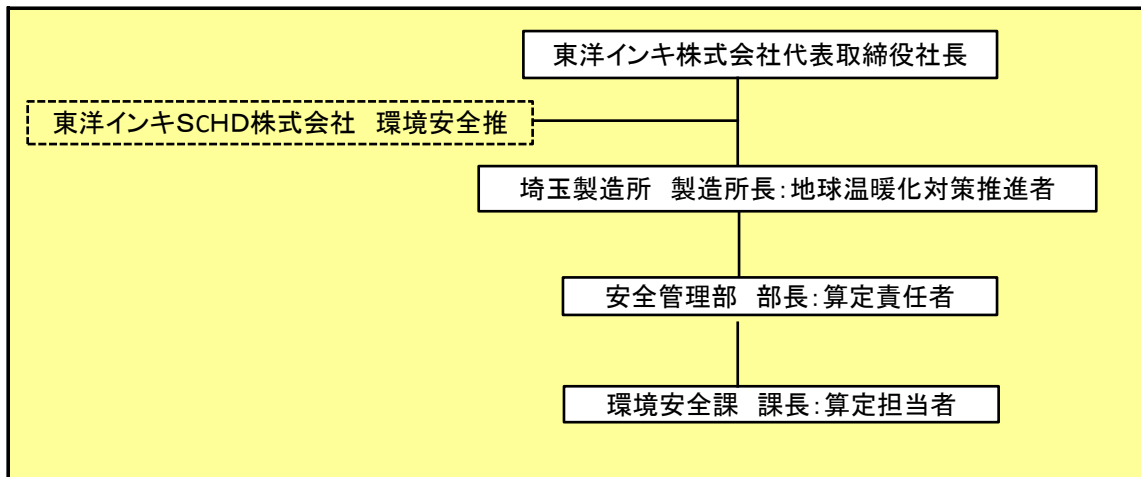 東洋インキ株式会社代表取締役社長
東洋インキSCHD株式会社　環境安全推
埼玉製造所　製造所長：地球温暖化対策推進者
安全管理部　部長：算定責任者
環境安全課　課長：算定担当者